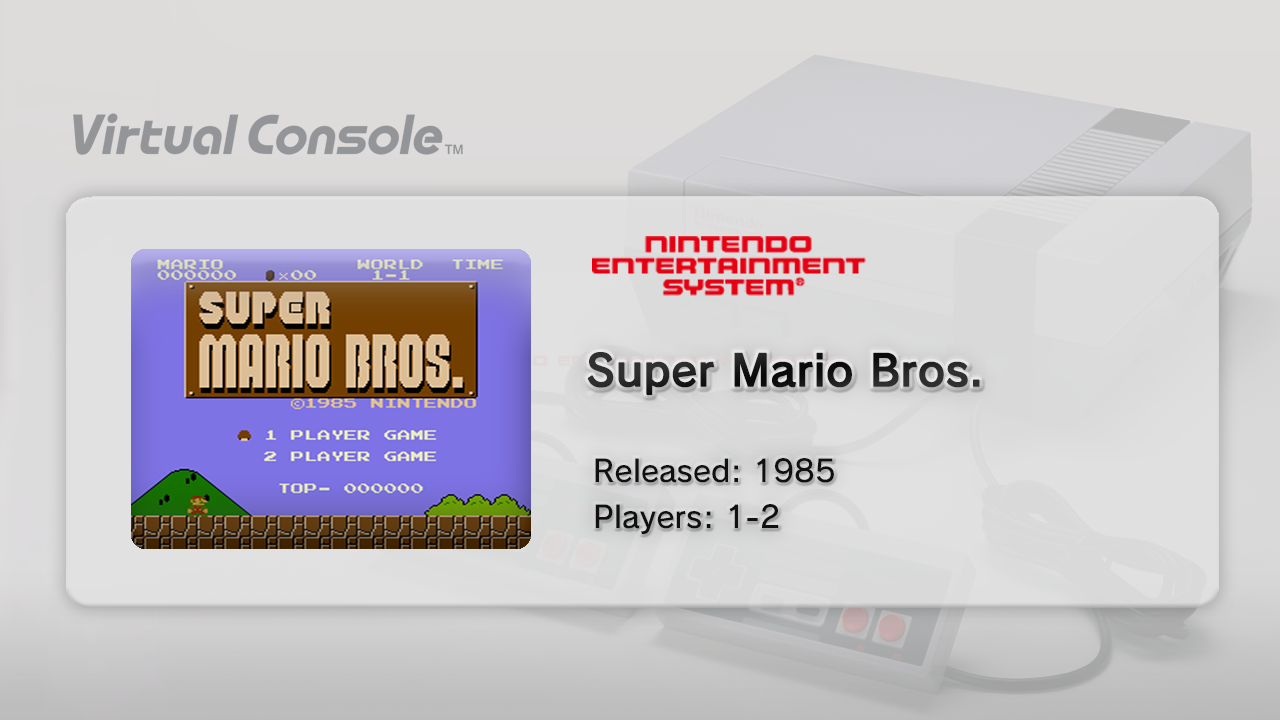 Virtual Console™
MARIO WORLD TIME
000000 ×00 1-1
SUPER
MARIO BROS.
©1985 NINTENDO
1 PLAYER GAME
2 PLAYER GAME
TOP- 000000
NINTENDO
ENTERTAINMENT
SYSTEM®
Super Mario Bros.
Released: 1985
Players: 1-2